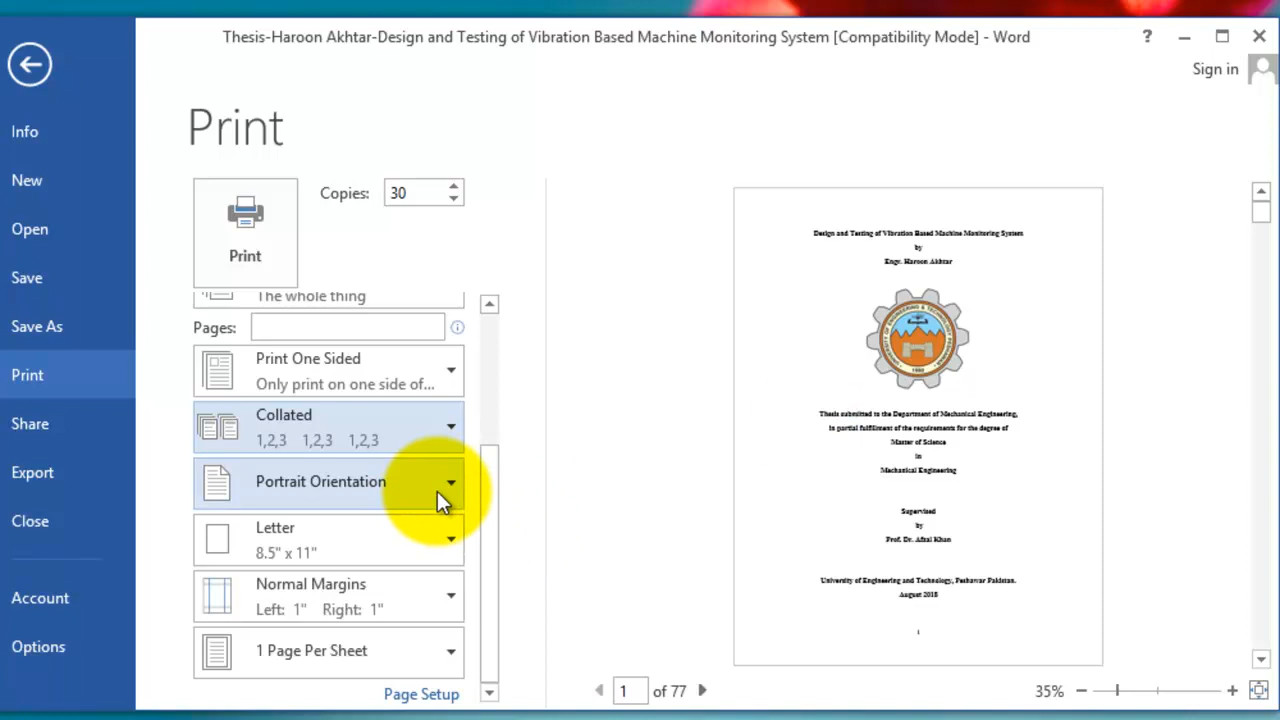 Thesis-Haroon Akhtar-Design and Testing of Vibration Based Machine Monitoring System [Compatibility Mode] - Word
?
Sign in
Info
New
Open
Save
Save As
Print
Share
Export
Close
Account
Options
Print
Print
Copies: 30
The whole thing
Pages:
Print One Sided
Only print on one side of...
Collated
1,2,3 1,2,3 1,2,3
Portrait Orientation
Letter
8.5" x 11"
Normal Margins
Left: 1" Right: 1"
1 Page Per Sheet
Page Setup
Design and Testing of Vibration Based Machine Monitoring System
by
Engr. Haroon Akhtar
Thesis submitted to the Department of Mechanical Engineering,
in partial fulfillment of the requirements for the degree of
Master of Science
in
Mechanical Engineering
Supervised
by
Prof. Dr. Afzal Khan
University of Engineering and Technology, Peshawar Pakistan.
August 2018
1
1 of 77
35%